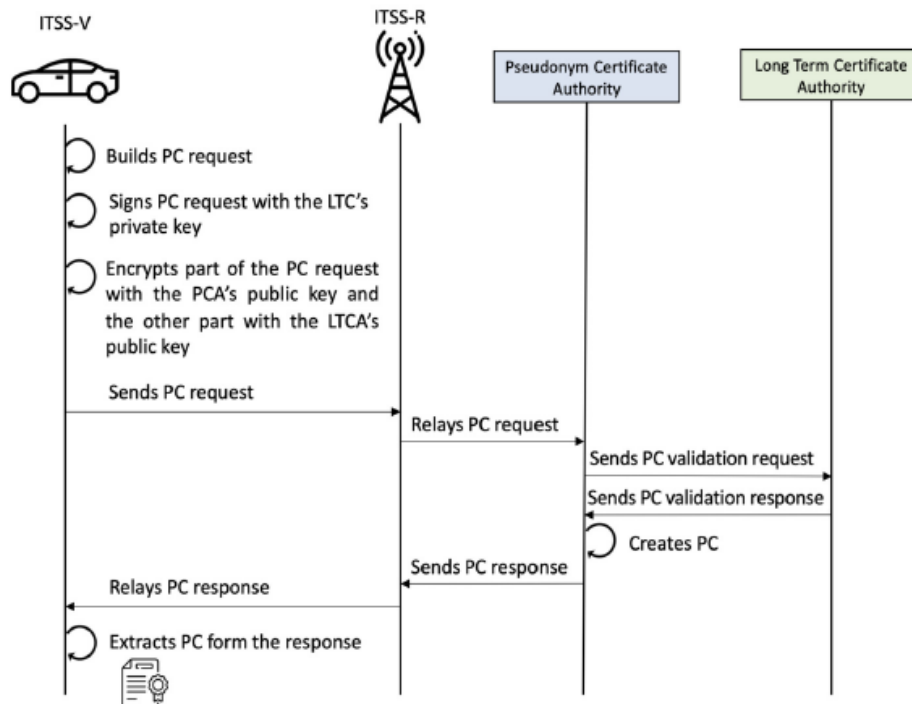 ITSS-V
ITSS-R
Pseudonym Certificate
Authority
Long Term Certificate
Authority
Builds PC request
Signs PC request with the LTC's
private key
Encrypts part of the PC request
with the PCA's public key and
the other part with the LTCA's
public key
Sends PC request
Relays PC request
Sends PC validation request
Sends PC validation response
Creates PC
Sends PC response
Relays PC response
Extracts PC form the response